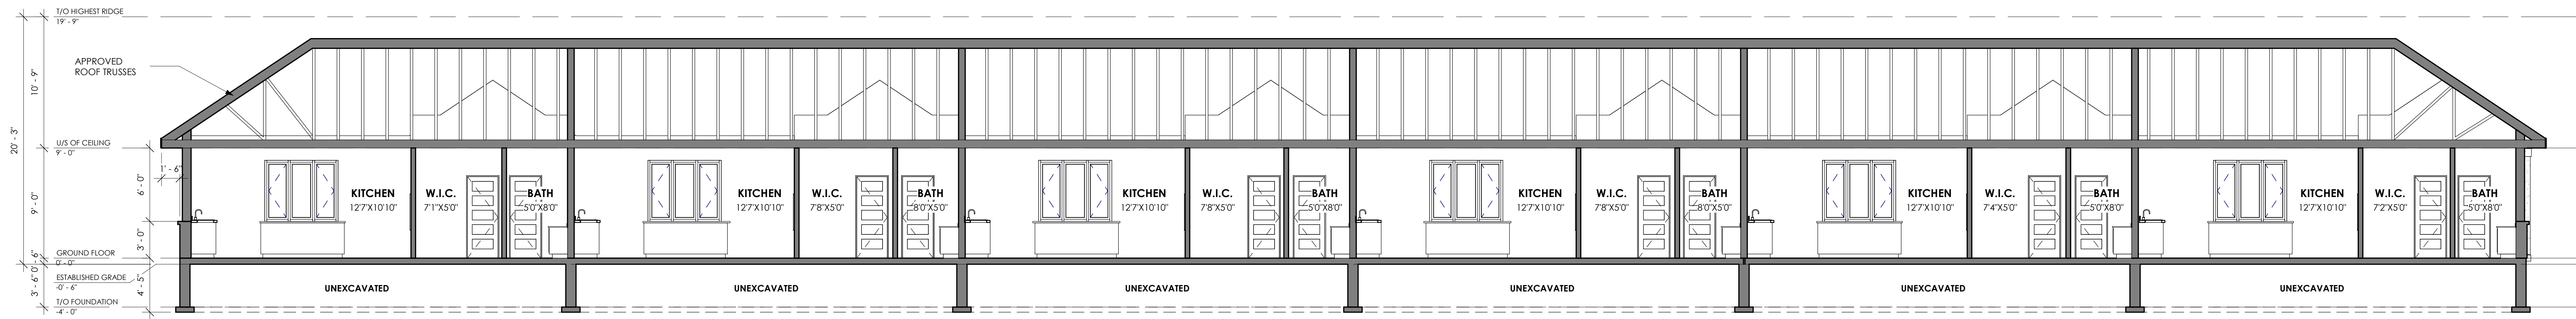 T/O HIGHEST RIDGE
19' - 9"
APPROVED
ROOF TRUSSES
10' - 9"
20' - 3"
U/S OF CEILING
9' - 0"
1' - 6"
6' - 0"
9' - 0"
3' - 0"
GROUND FLOOR
0' - 0"
0' - 6"
ESTABLISHED GRADE
-0' - 6"
3' - 6"
4' - 5"
T/O FOUNDATION
-4' - 0"
KITCHEN
12'7"X10'10"
W.I.C.
7'1"X5'0"
BATH
5'0"X8'0"
KITCHEN
12'7"X10'10"
W.I.C.
7'8"X5'0"
BATH
8'0"X5'0"
KITCHEN
12'7"X10'10"
W.I.C.
7'8"X5'0"
BATH
5'0"X8'0"
KITCHEN
12'7"X10'10"
W.I.C.
7'8"X5'0"
BATH
8'0"X5'0"
KITCHEN
12'7"X10'10"
W.I.C.
7'4"X5'0"
BATH
5'0"X8'0"
KITCHEN
12'7"X10'10"
W.I.C.
7'2"X5'0"
BATH
5'0"X8'0"
UNEXCAVATED
UNEXCAVATED
UNEXCAVATED
UNEXCAVATED
UNEXCAVATED
UNEXCAVATED